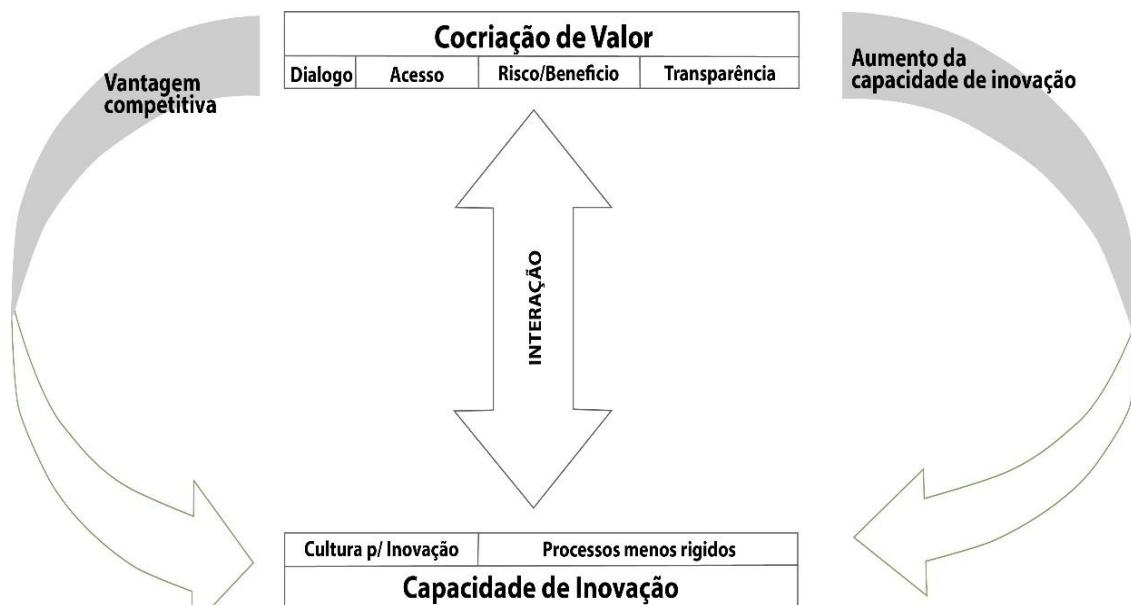 Cocriação de Valor
Dialogo
Acesso
Risco/Beneficio
Transparência
Vantagem
competitiva
Aumento da
capacidade de inovação
INTERAÇÃO
Cultura p/ Inovação
Processos menos rigidos
Capacidade de Inovação